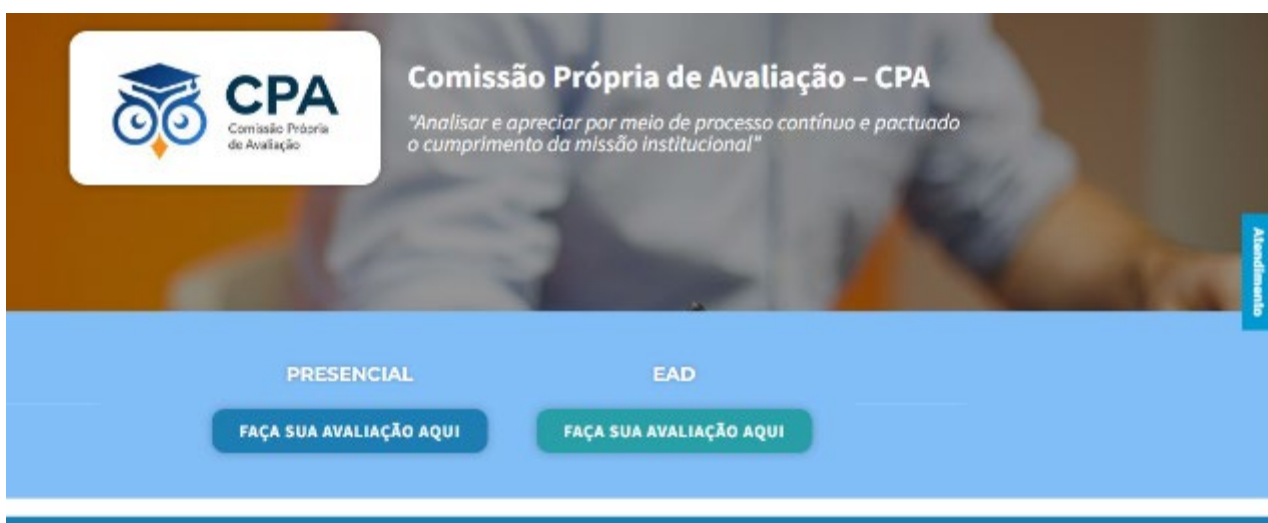 CPA
Comissão Própria
de Avaliação
Comissão Própria de Avaliação – CPA
"Analisar e apreciar por meio de processo contínuo e pactuado
o cumprimento da missão institucional"
Atendimento
PRESENCIAL
EAD
FAÇA SUA AVALIAÇÃO AQUI
FAÇA SUA AVALIAÇÃO AQUI